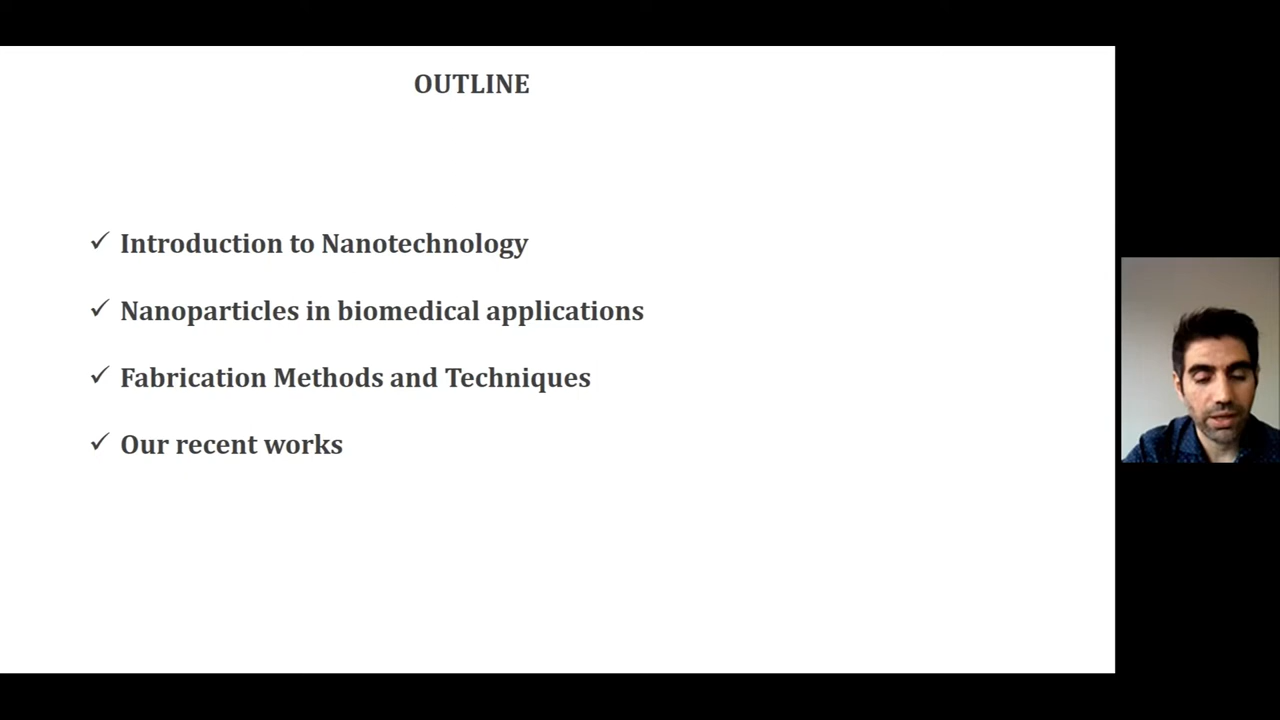 OUTLINE
✓ Introduction to Nanotechnology
✓ Nanoparticles in biomedical applications
✓ Fabrication Methods and Techniques
✓ Our recent works